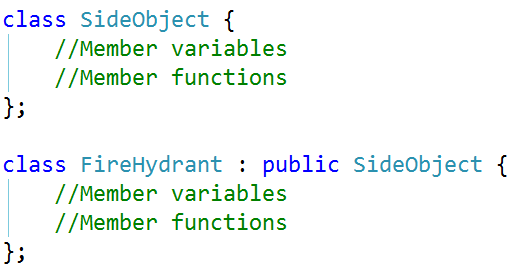 class SideObject {
    //Member variables
    //Member functions
};

class FireHydrant : public SideObject {
    //Member variables
    //Member functions
};